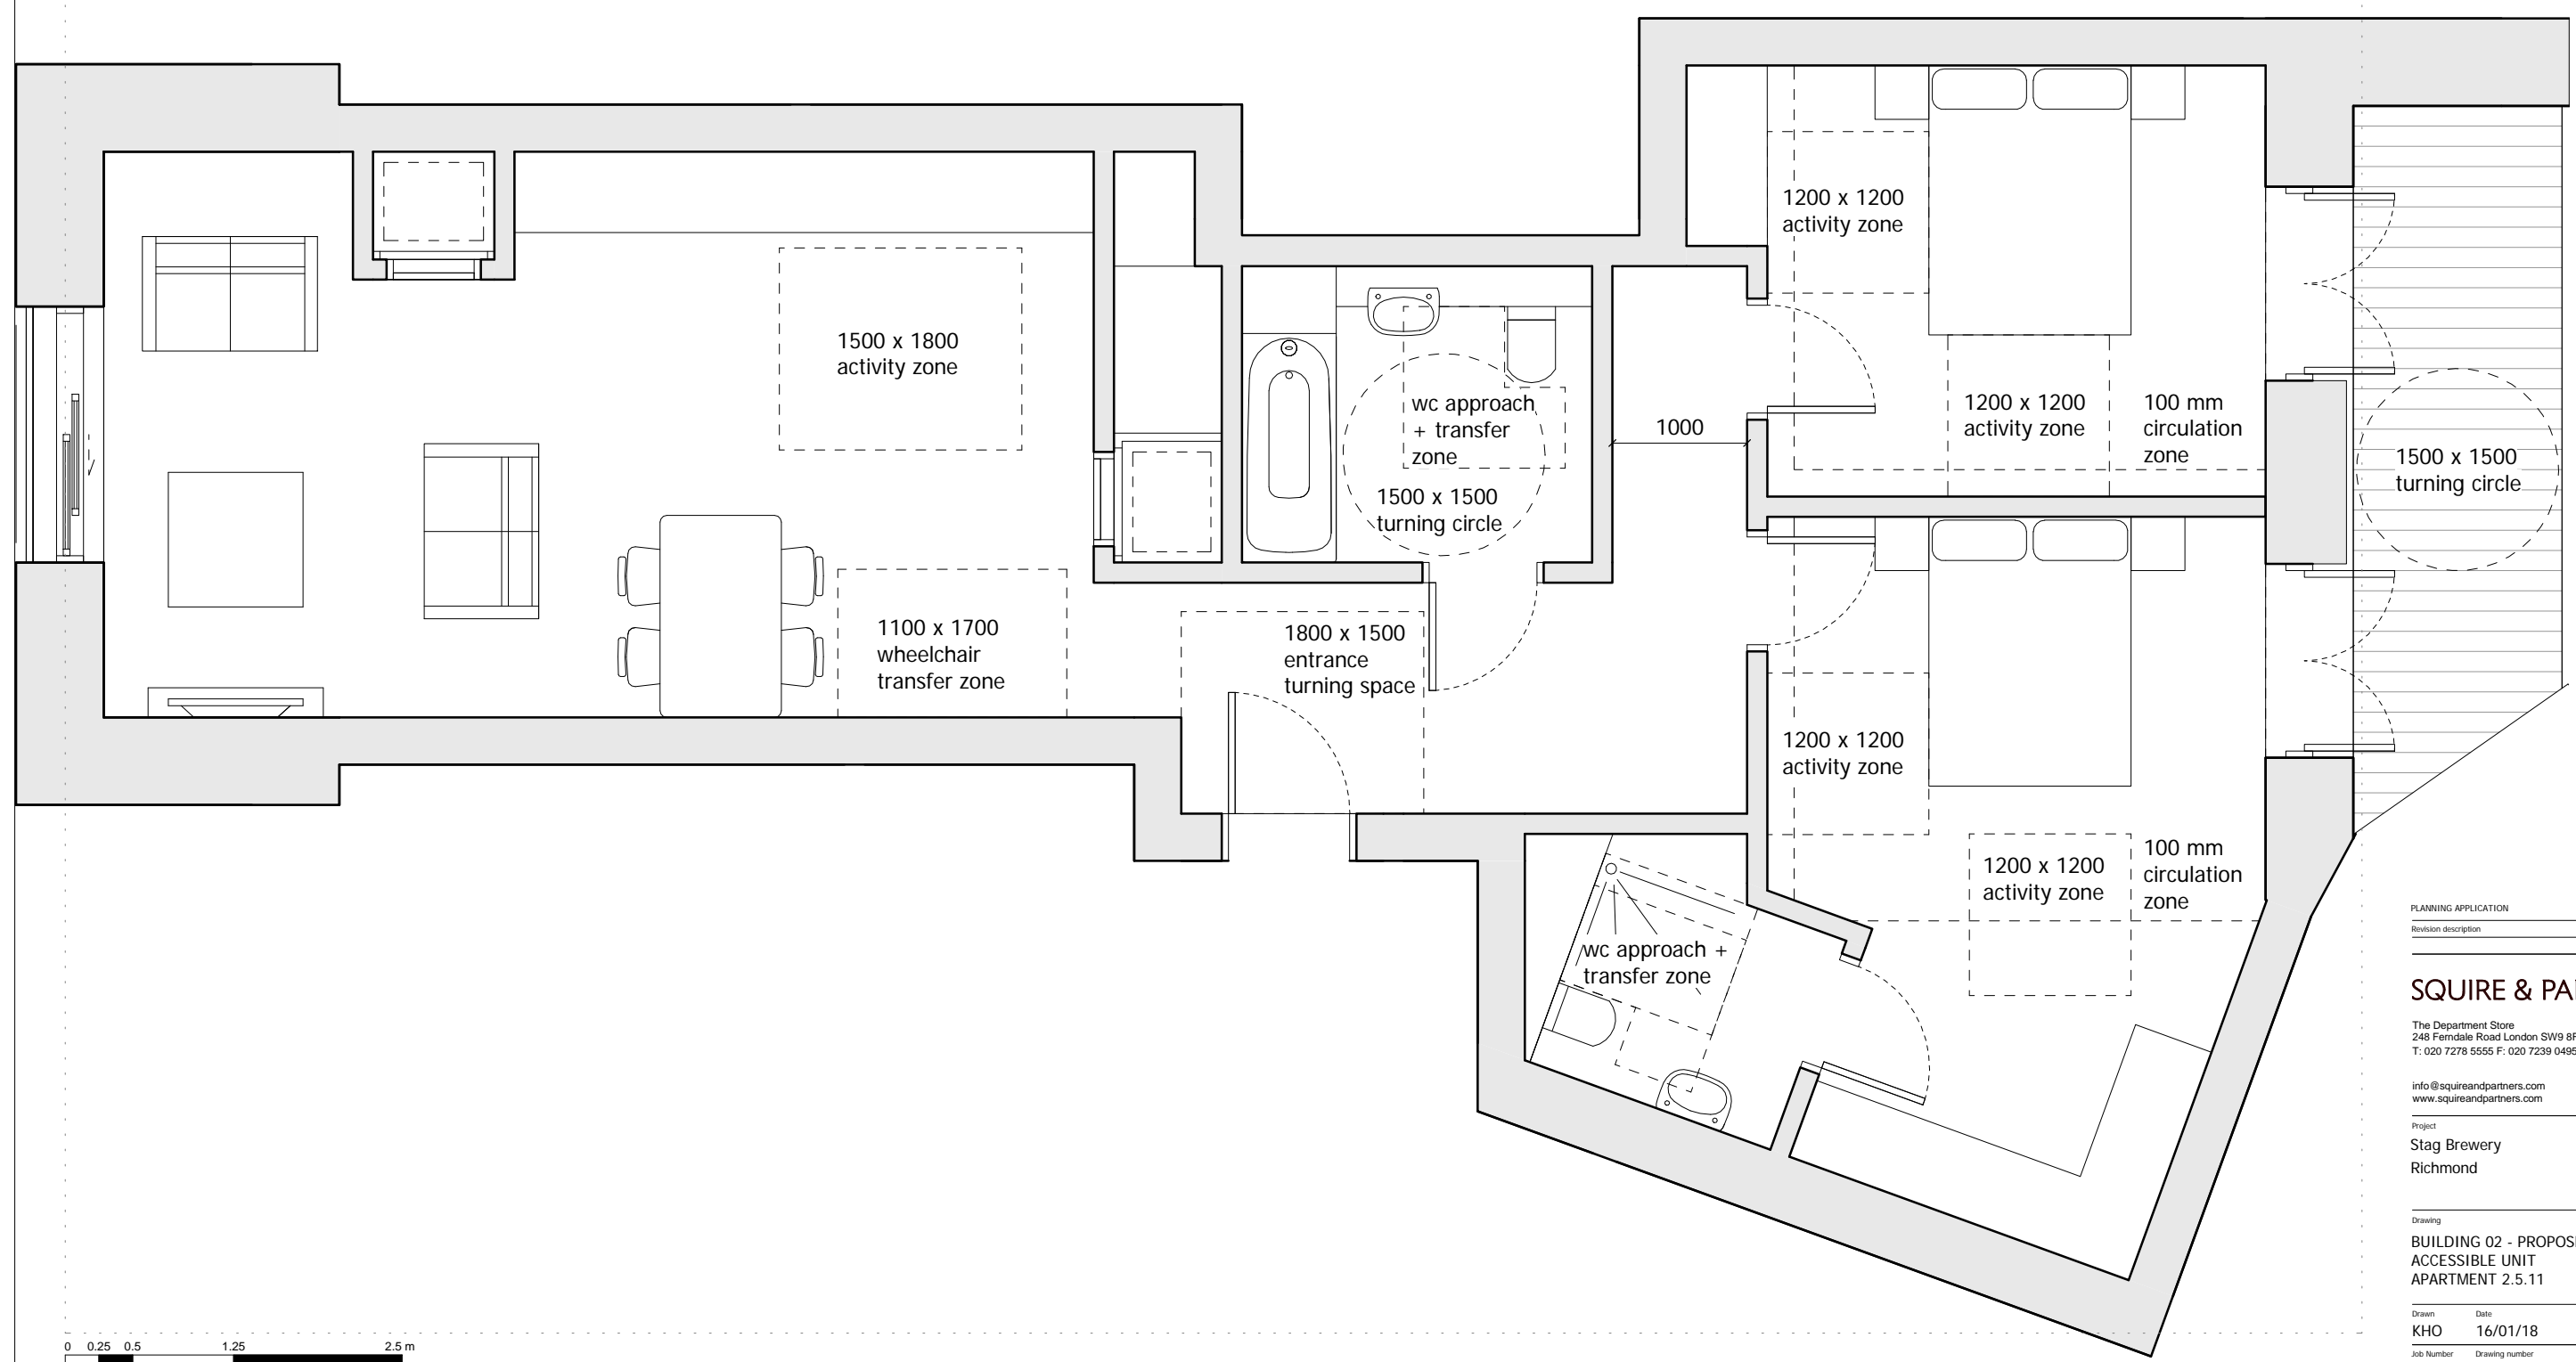 1200 x 1200
activity zone
1500 x 1800
activity zone
wc approach
+ transfer
zone
1500 x 1500
turning circle
1000
1200 x 1200
activity zone
100 mm
circulation
zone
1500 x 1500
turning circle
1100 x 1700
wheelchair
transfer zone
1800 x 1500
entrance
turning space
1200 x 1200
activity zone
1200 x 1200
activity zone
100 mm
circulation
zone
wc approach +
transfer zone
PLANNING APPLICATION
Revision description
SQUIRE & PA
The Department Store
248 Ferndale Road London SW9 8F
T: 020 7278 5555 F: 020 7239 0495
info@squireandpartners.com
www.squireandpartners.com
Project
Stag Brewery
Richmond
Drawing
BUILDING 02 - PROPOS
ACCESSIBLE UNIT
APARTMENT 2.5.11
Drawn Date
KHO 16/01/18
Job Number Drawing number
0 0.25 0.5 1.25 2.5 m